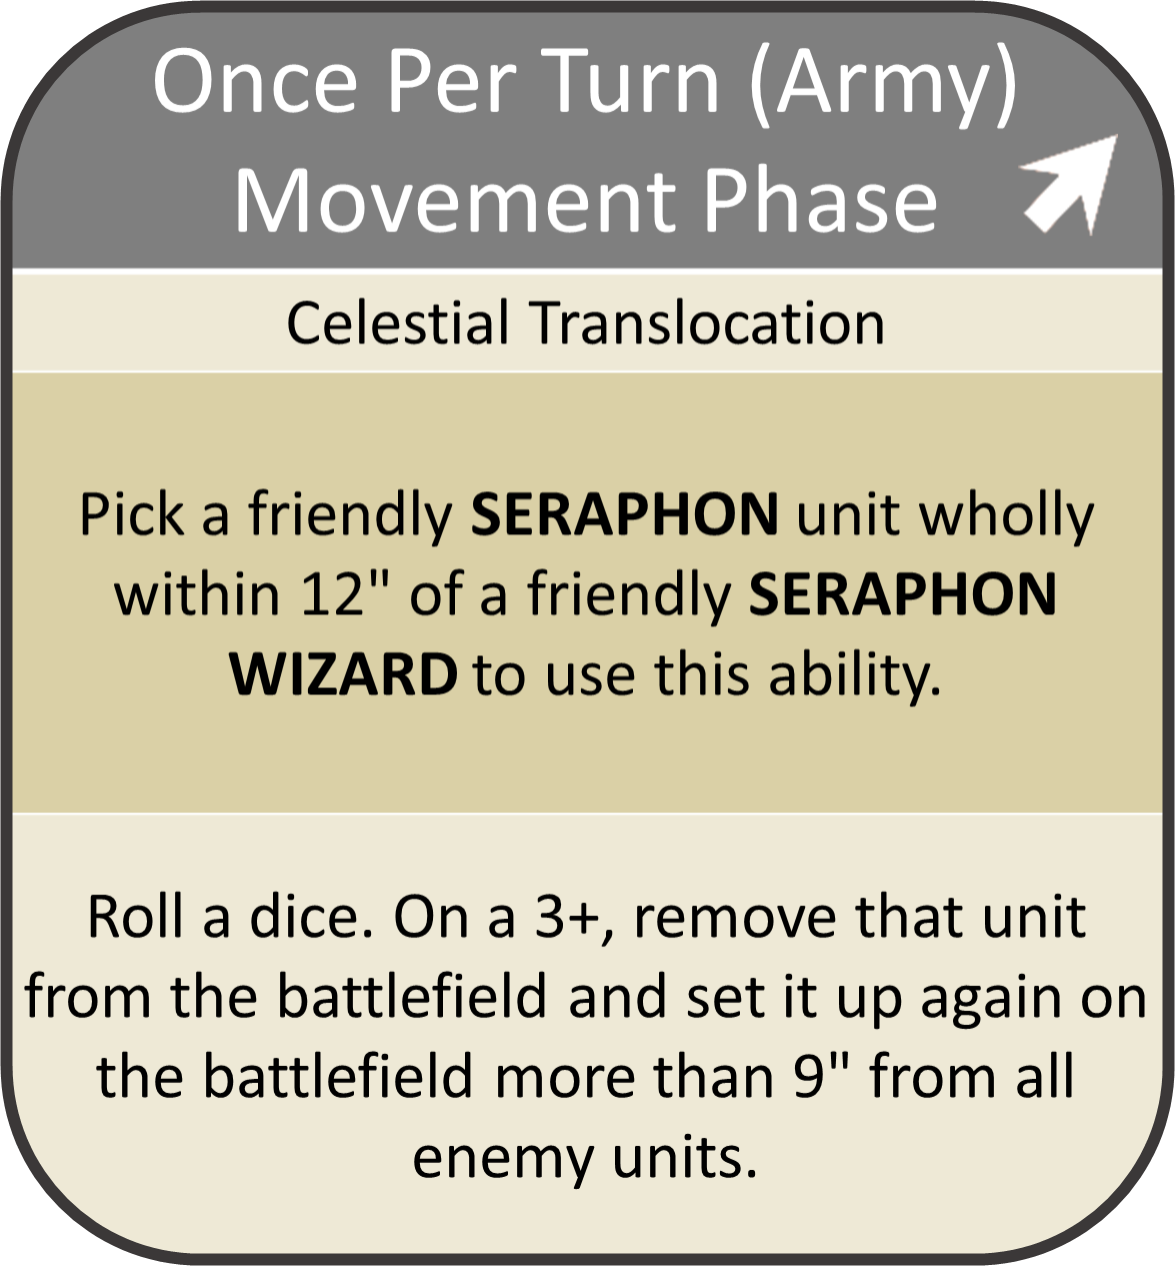 Once Per Turn (Army)
Movement Phase
Celestial Translocation
Pick a friendly SERAPHON unit wholly
within 12" of a friendly SERAPHON
WIZARD to use this ability.
Roll a dice. On a 3+, remove that unit
from the battlefield and set it up again on
the battlefield more than 9" from all
enemy units.